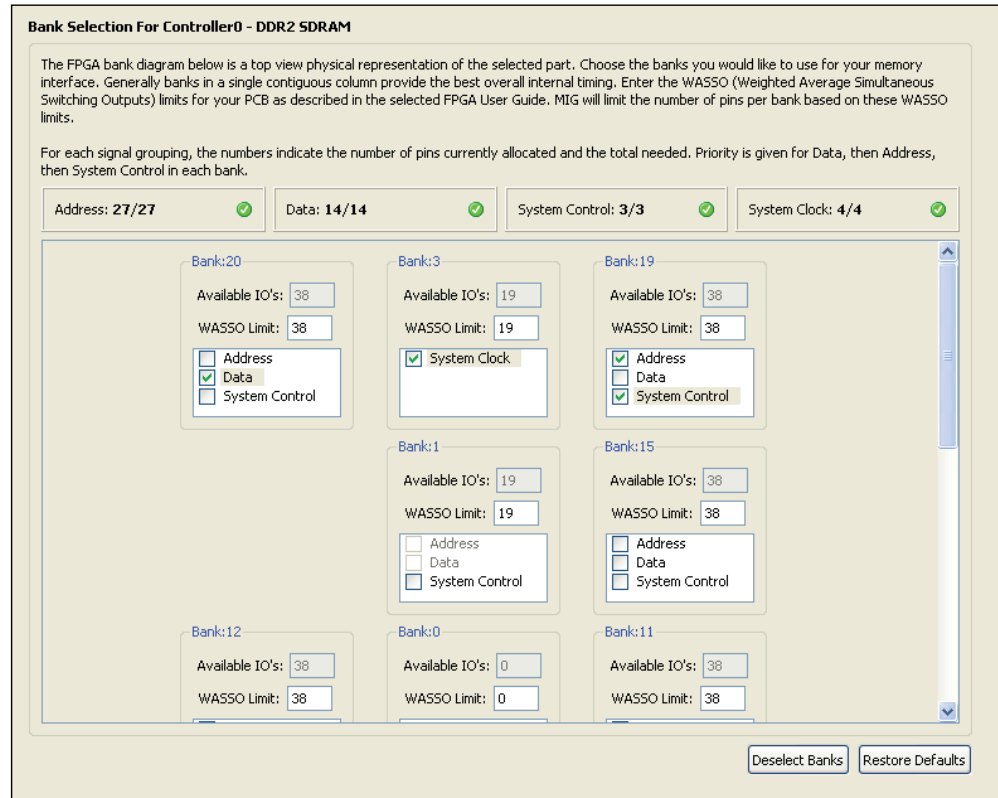 Bank Selection For Controller0 - DDR2 SDRAM
The FPGA bank diagram below is a top view physical representation of the selected part. Choose the banks you would like to use for your memory
interface. Generally banks in a single contiguous column provide the best overall internal timing. Enter the WASSO (Weighted Average Simultaneous
Switching Outputs) limits for your PCB as described in the selected FPGA User Guide. MIG will limit the number of pins per bank based on these WASSO
limits.
For each signal grouping, the numbers indicate the number of pins currently allocated and the total needed. Priority is given for Data, then Address,
then System Control in each bank.
Address: 27/27
Data: 14/14
System Control: 3/3
System Clock: 4/4
Bank:20
Available IO's: 38
WASSO Limit: 38
Address
Data
System Control
Bank:3
Available IO's: 19
WASSO Limit: 19
System Clock
Bank:19
Available IO's: 38
WASSO Limit: 38
Address
Data
System Control
Bank:1
Available IO's: 19
WASSO Limit: 19
Address
Data
System Control
Bank:15
Available IO's: 38
WASSO Limit: 38
Address
Data
System Control
Bank:12
Available IO's: 38
WASSO Limit: 38
Bank:0
Available IO's: 0
WASSO Limit: 0
Bank:11
Available IO's: 38
WASSO Limit: 38
Deselect Banks
Restore Defaults